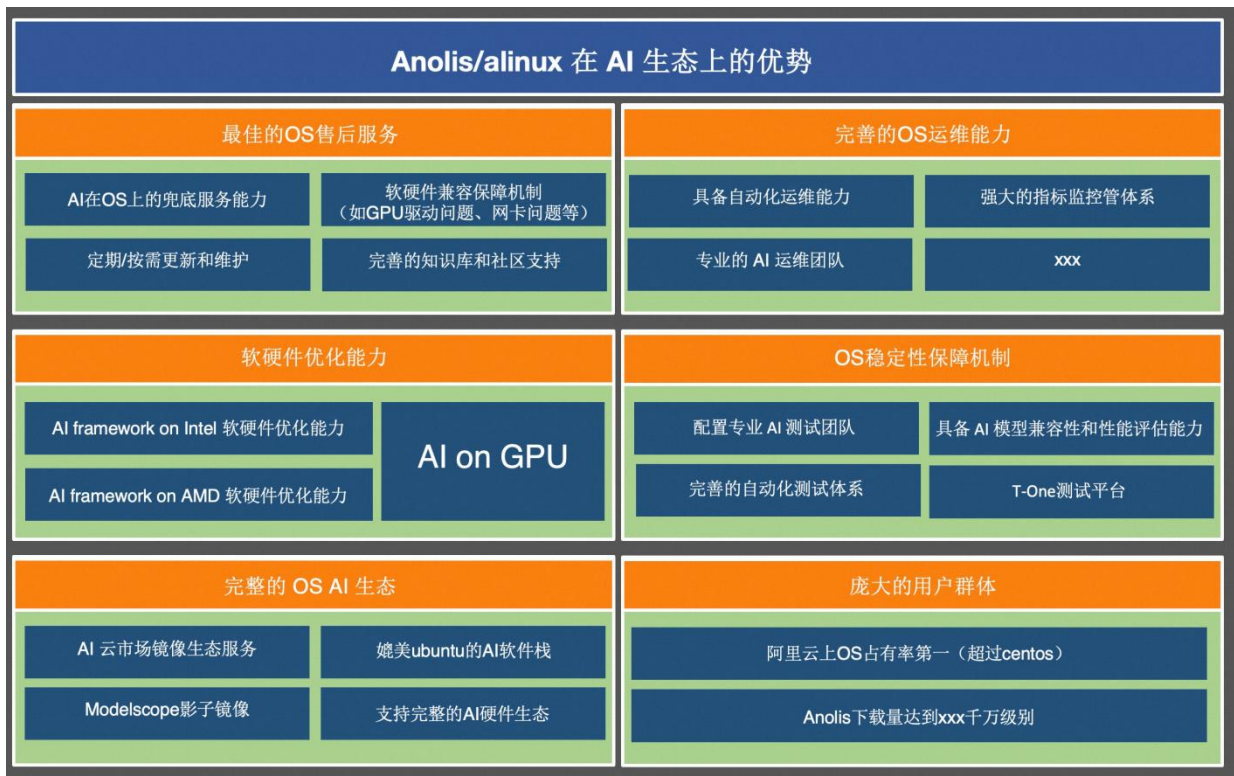 Anolis/alinux 在 AI 生态上的优势
最佳的OS售后服务
AI在OS上的兜底服务能力
软硬件兼容保障机制
（如GPU驱动问题、网卡问题等）
定期/按需更新和维护
完善的知识库和社区支持
完善的OS运维能力
具备自动化运维能力
强大的指标监控管体系
专业的 AI 运维团队
xxx
软硬件优化能力
AI framework on Intel 软硬件优化能力
AI framework on AMD 软硬件优化能力
AI on GPU
OS稳定性保障机制
配置专业 AI 测试团队
具备 AI 模型兼容性和性能评估能力
完善的自动化测试体系
T-One测试平台
完整的 OS AI 生态
AI 云市场镜像生态服务
媲美ubuntu的AI软件栈
Modelscope影子镜像
支持完整的AI硬件生态
庞大的用户群体
阿里云上OS占有率第一（超过centos）
Anolis下载量达到xxx千万级别